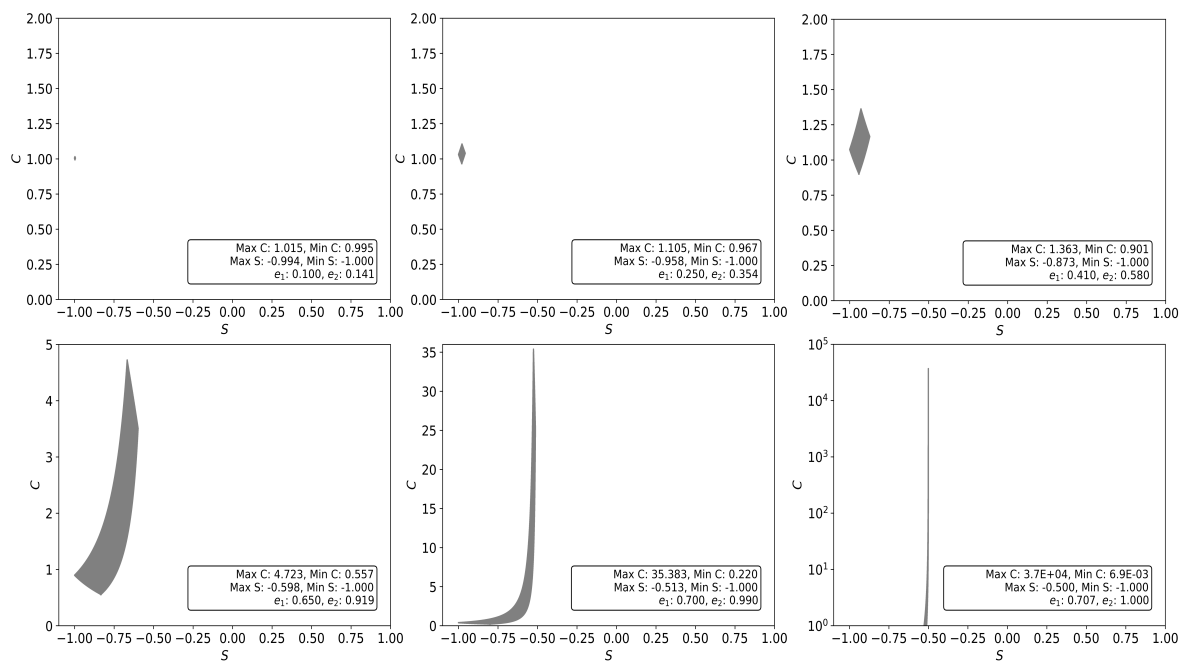 2.00
1.75
1.50
1.25
1.00
0.75
0.50
0.25
0.00
C
−1.00 −0.75 −0.50 −0.25 0.00 0.25 0.50 0.75 1.00
S
Max C: 1.015, Min C: 0.995
Max S: -0.994, Min S: -1.000
e₁: 0.100, e₂: 0.141
2.00
1.75
1.50
1.25
1.00
0.75
0.50
0.25
0.00
C
−1.00 −0.75 −0.50 −0.25 0.00 0.25 0.50 0.75 1.00
S
Max C: 1.105, Min C: 0.967
Max S: -0.958, Min S: -1.000
e₁: 0.250, e₂: 0.354
2.00
1.75
1.50
1.25
1.00
0.75
0.50
0.25
0.00
C
−1.00 −0.75 −0.50 −0.25 0.00 0.25 0.50 0.75 1.00
S
Max C: 1.363, Min C: 0.901
Max S: -0.873, Min S: -1.000
e₁: 0.410, e₂: 0.580
5
4
3
2
1
0
C
−1.00 −0.75 −0.50 −0.25 0.00 0.25 0.50 0.75 1.00
S
Max C: 4.723, Min C: 0.557
Max S: -0.598, Min S: -1.000
e₁: 0.650, e₂: 0.919
35
30
25
20
15
10
5
0
C
−1.00 −0.75 −0.50 −0.25 0.00 0.25 0.50 0.75 1.00
S
Max C: 35.383, Min C: 0.220
Max S: -0.513, Min S: -1.000
e₁: 0.700, e₂: 0.990
10⁵
10⁴
10³
10²
10¹
10⁰
C
−1.00 −0.75 −0.50 −0.25 0.00 0.25 0.50 0.75 1.00
S
Max C: 3.7E+04, Min C: 6.9E-03
Max S: -0.500, Min S: -1.000
e₁: 0.707, e₂: 1.000